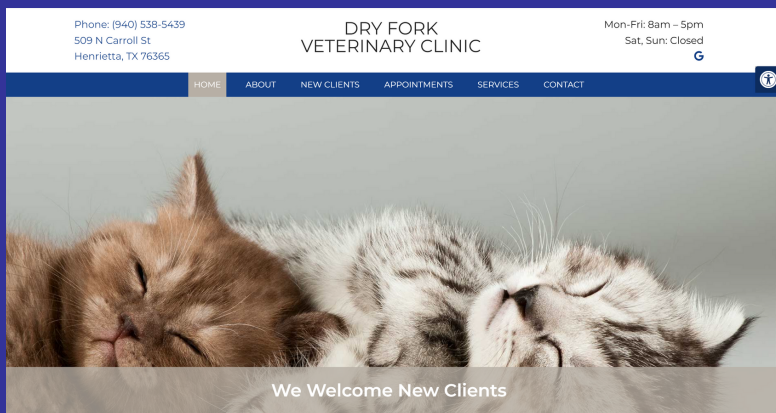 Phone: (940) 538-5439
509 N Carroll St
Henrietta, TX 76365
DRY FORK
VETERINARY CLINIC
Mon-Fri: 8am – 5pm
Sat, Sun: Closed
G
HOME ABOUT NEW CLIENTS APPOINTMENTS SERVICES CONTACT
We Welcome New Clients